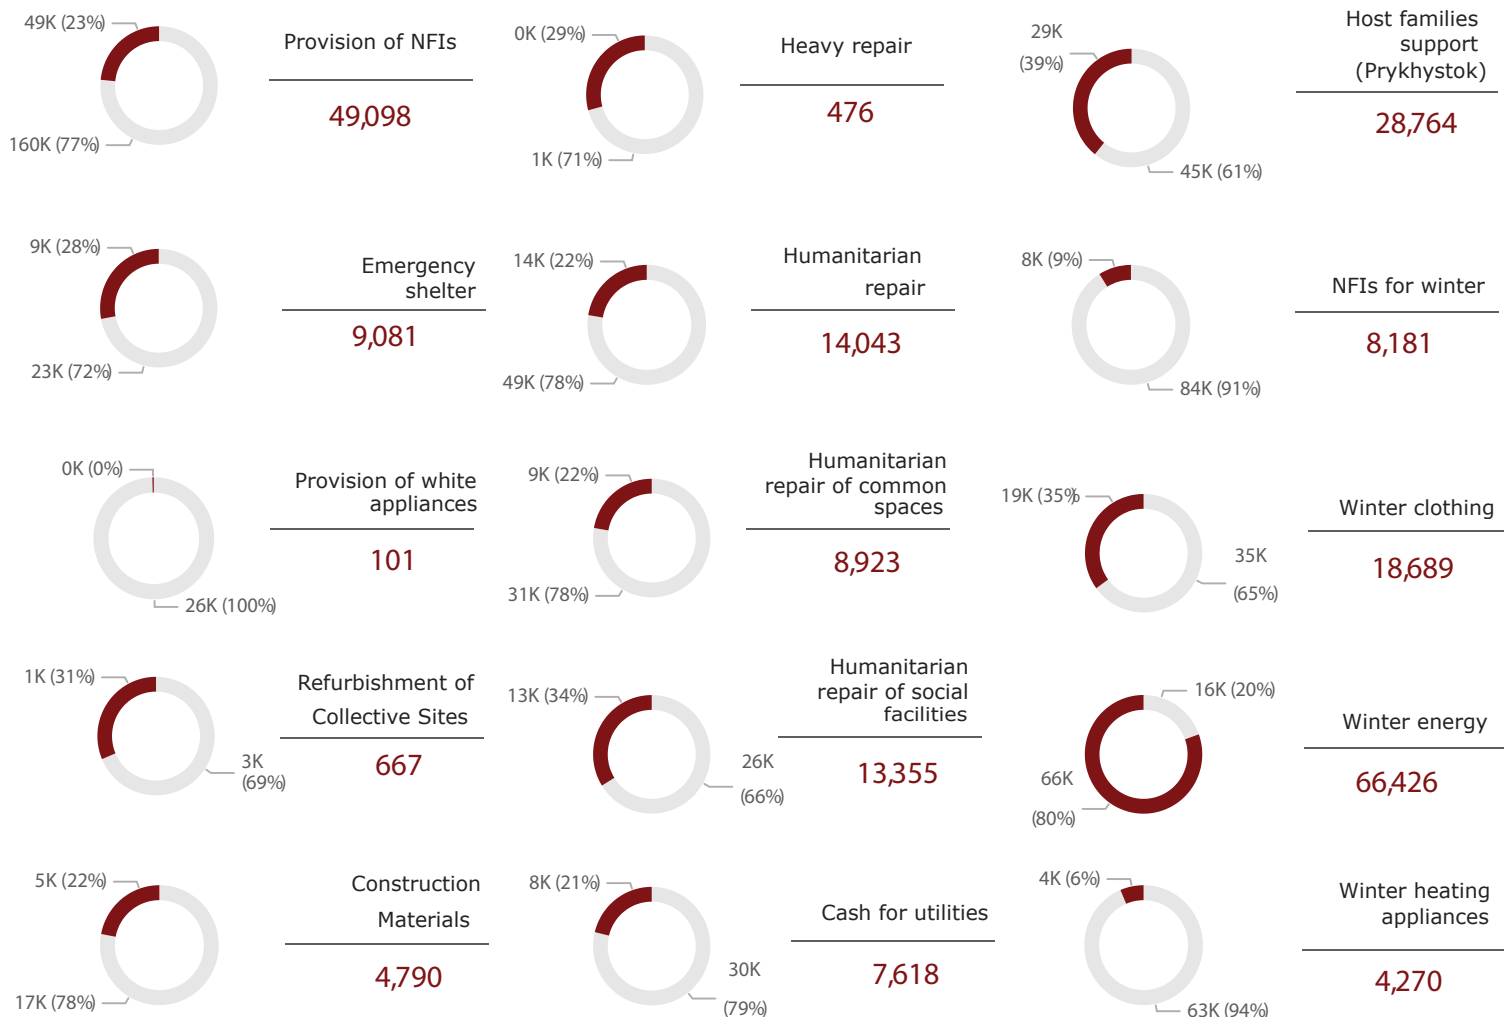 49K (23%)
160K (77%)
Provision of NFIs
49,098
0K (29%)
1K (71%)
Heavy repair
476
29K
(39%)
45K (61%)
Host families
support
(Prykhystok)
28,764
9K (28%)
23K (72%)
Emergency
shelter
9,081
14K (22%)
49K (78%)
Humanitarian
repair
14,043
8K (9%)
84K (91%)
NFIs for winter
8,181
0K (0%)
26K (100%)
Provision of white
appliances
101
9K (22%)
31K (78%)
Humanitarian
repair of common
spaces
8,923
19K (35%)
35K
(65%)
Winter clothing
18,689
1K (31%)
3K
(69%)
Refurbishment of
Collective Sites
667
13K (34%)
26K
(66%)
Humanitarian
repair of social
facilities
13,355
16K (20%)
66K
(80%)
Winter energy
66,426
5K (22%)
17K (78%)
Construction
Materials
4,790
8K (21%)
30K
(79%)
Cash for utilities
7,618
4K (6%)
63K (94%)
Winter heating
appliances
4,270